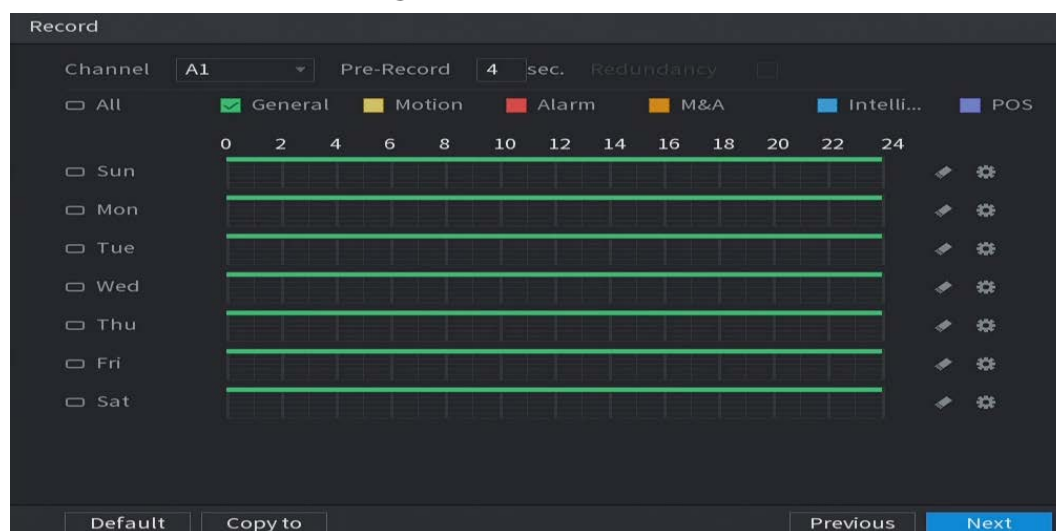 Record
Channel A1 Pre-Record 4 sec. Redundancy
All General Motion Alarm M&A Intelli... POS
0 2 4 6 8 10 12 14 16 18 20 22 24
Sun
Mon
Tue
Wed
Thu
Fri
Sat
Default Copy to Previous Next